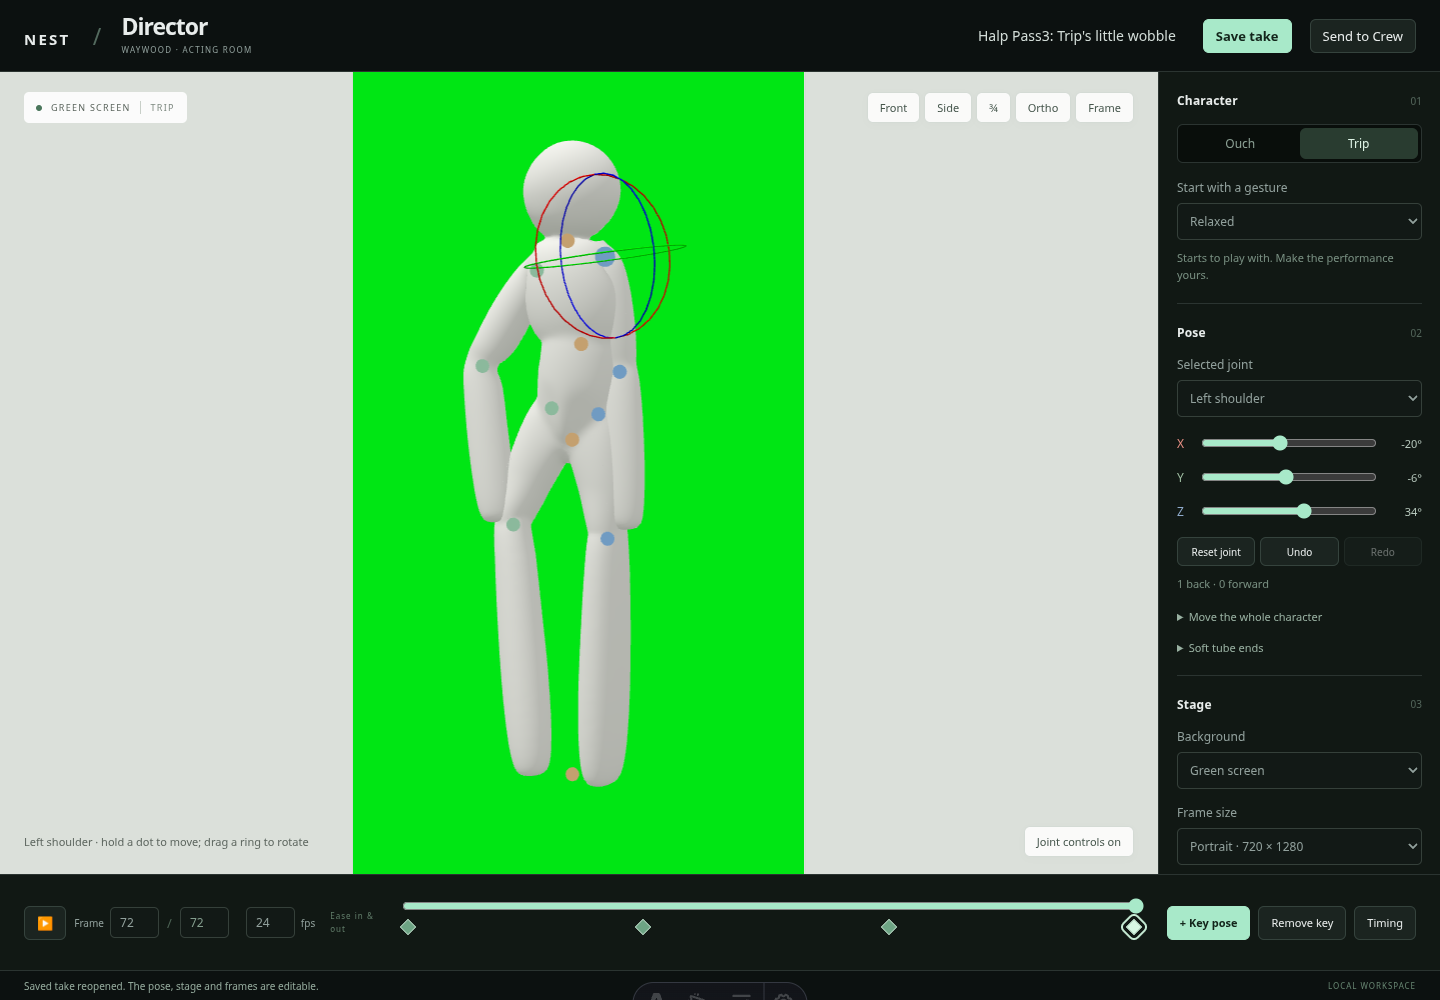 NEST / Director
WAYWOOD · ACTING ROOM
Halp Pass3: Trip's little wobble
Save take
Send to Crew
GREEN SCREEN | TRIP
Front
Side
¾
Ortho
Frame
Left shoulder · hold a dot to move; drag a ring to rotate
Joint controls on
Character 01
Ouch
Trip
Start with a gesture
Relaxed
Starts to play with. Make the performance
yours.
Pose 02
Selected joint
Left shoulder
X -20°
Y -6°
Z 34°
Reset joint
Undo
Redo
1 back · 0 forward
Move the whole character
Soft tube ends
Stage 03
Background
Green screen
Frame size
Portrait · 720 × 1280
Frame 72 / 72 24 fps
Ease in &
out
+ Key pose
Remove key
Timing
Saved take reopened. The pose, stage and frames are editable.
LOCAL WORKSPACE